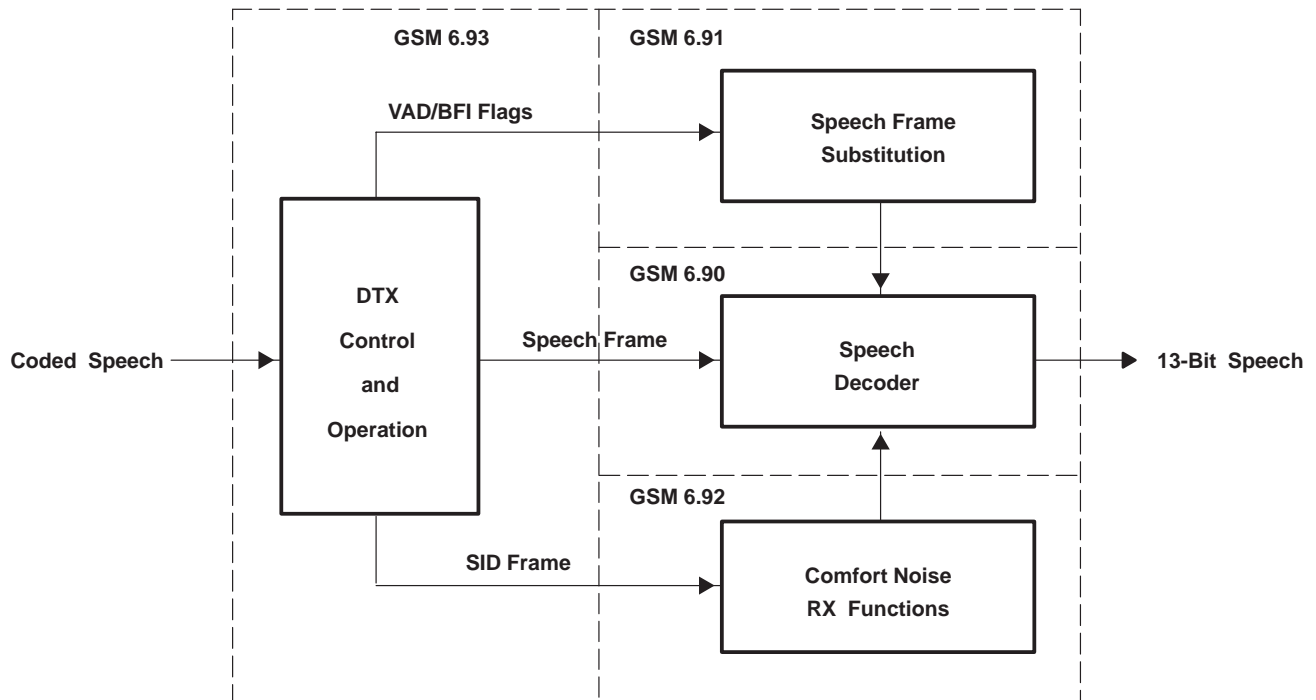 GSM 6.93
GSM 6.91
VAD/BFI Flags
Speech Frame
Substitution
GSM 6.90
DTX
Control
and
Operation
Coded Speech
Speech Frame
Speech
Decoder
13-Bit Speech
GSM 6.92
SID Frame
Comfort Noise
RX Functions